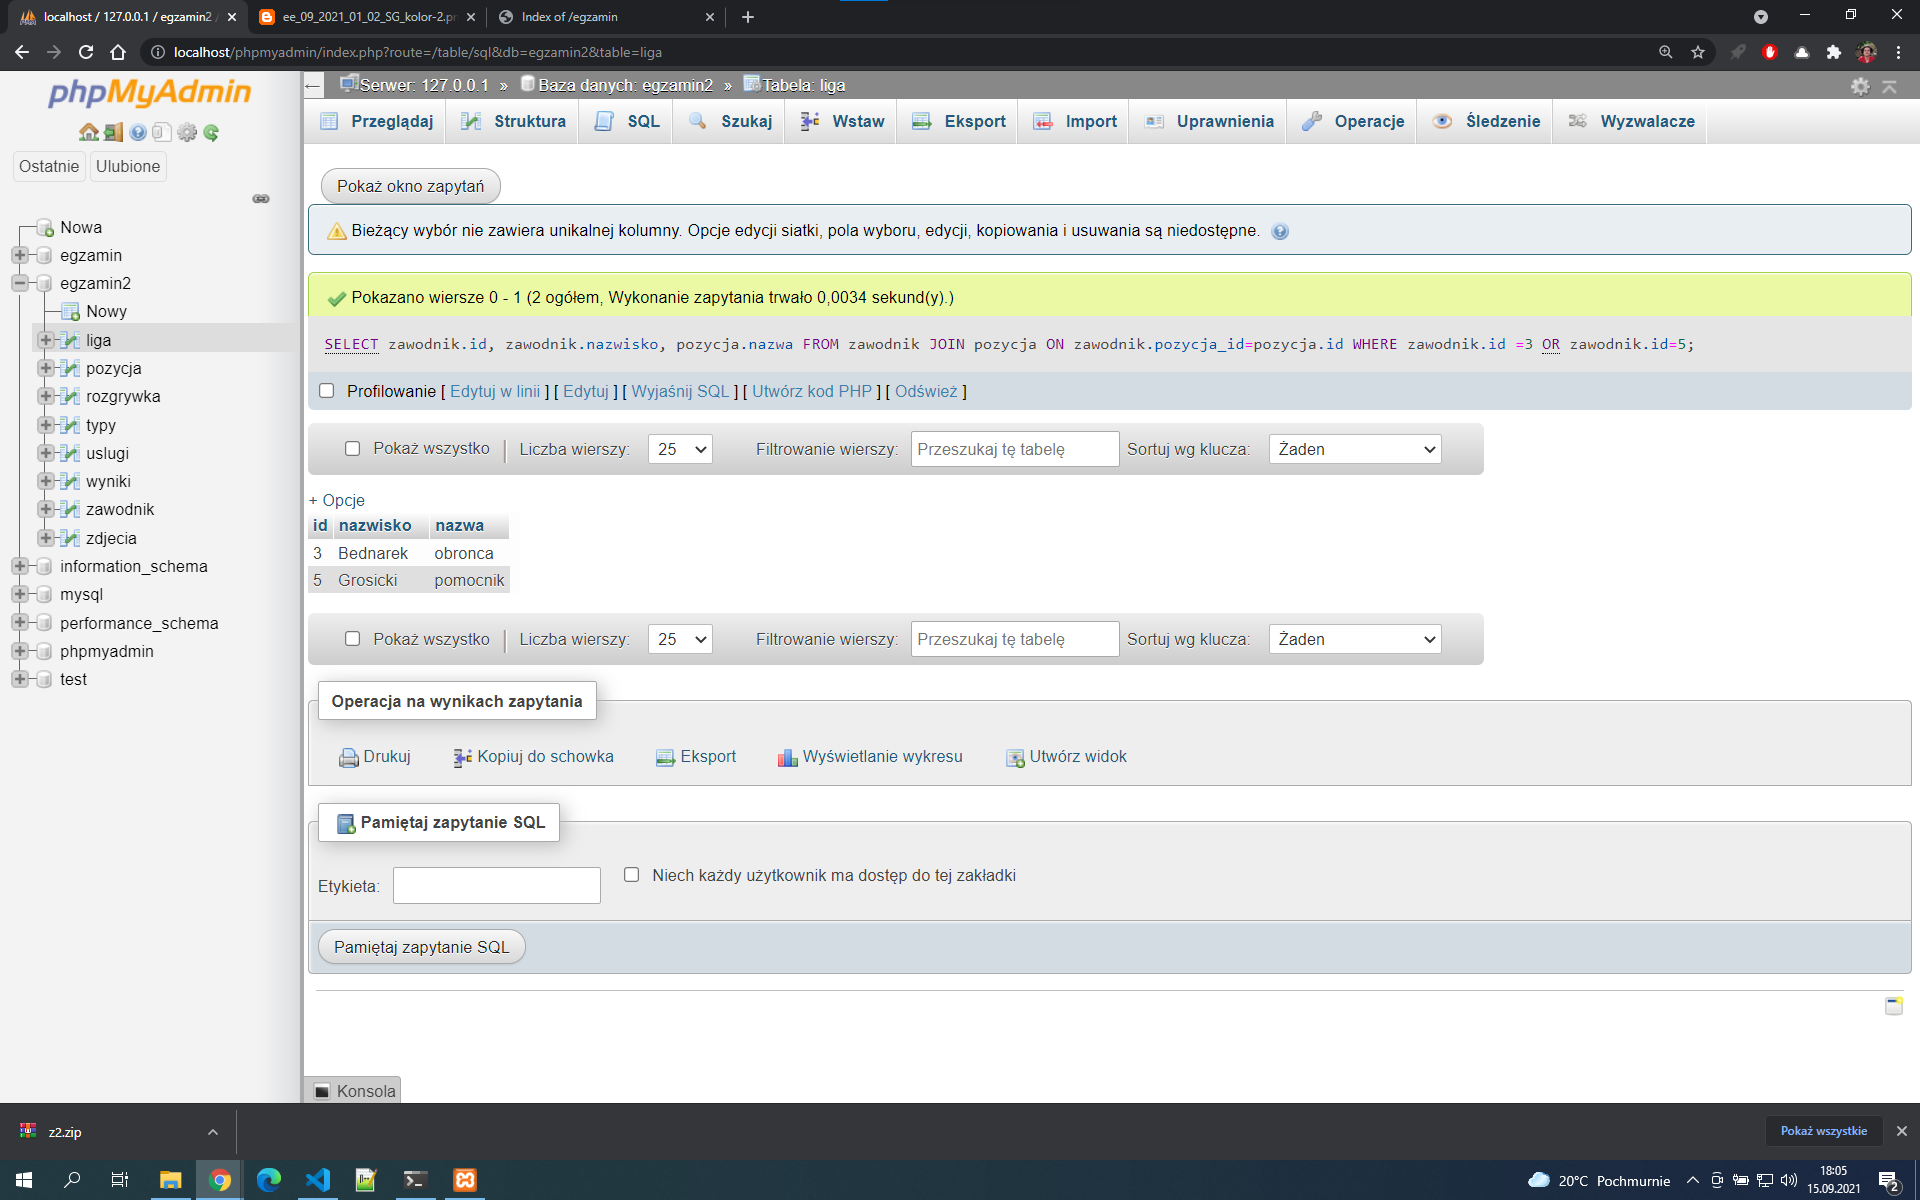 localhost / 127.0.0.1 / egzamin2
ee_09_2021_01_02_SG_kolor-2.pr
Index of /egzamin
localhost/phpmyadmin/index.php?route=/table/sql&db=egzamin2&table=liga
phpMyAdmin
Ostatnie
Ulubione
Nowa
egzamin
egzamin2
Nowy
liga
pozycja
rozgrywka
typy
uslugi
wyniki
zawodnik
zdjecia
information_schema
mysql
performance_schema
phpmyadmin
test
Serwer: 127.0.0.1 » Baza danych: egzamin2 » Tabela: liga
Przeglądaj Struktura SQL Szukaj Wstaw Eksport Import Uprawnienia Operacje Śledzenie Wyzwalacze
Pokaż okno zapytań
Bieżący wybór nie zawiera unikalnej kolumny. Opcje edycji siatki, pola wyboru, edycji, kopiowania i usuwania są niedostępne.
Pokazano wiersze 0 - 1 (2 ogółem, Wykonanie zapytania trwało 0,0034 sekund(y).)
SELECT zawodnik.id, zawodnik.nazwisko, pozycja.nazwa FROM zawodnik JOIN pozycja ON zawodnik.pozycja_id=pozycja.id WHERE zawodnik.id =3 OR zawodnik.id=5;
Profilowanie [ Edytuj w linii ] [ Edytuj ] [ Wyjaśnij SQL ] [ Utwórz kod PHP ] [ Odśwież ]
Pokaż wszystko | Liczba wierszy: 25 Filtrowanie wierszy: Przeszukaj tę tabelę Sortuj wg klucza: Żaden
+ Opcje
id nazwisko nazwa
3 Bednarek obronca
5 Grosicki pomocnik
Pokaż wszystko | Liczba wierszy: 25 Filtrowanie wierszy: Przeszukaj tę tabelę Sortuj wg klucza: Żaden
Operacja na wynikach zapytania
Drukuj Kopiuj do schowka Eksport Wyświetlanie wykresu Utwórz widok
Pamiętaj zapytanie SQL
Etykieta: Niech każdy użytkownik ma dostęp do tej zakładki
Pamiętaj zapytanie SQL
Konsola
z2.zip
Pokaż wszystkie
20°C Pochmurnie
18:05
15.09.2021
2